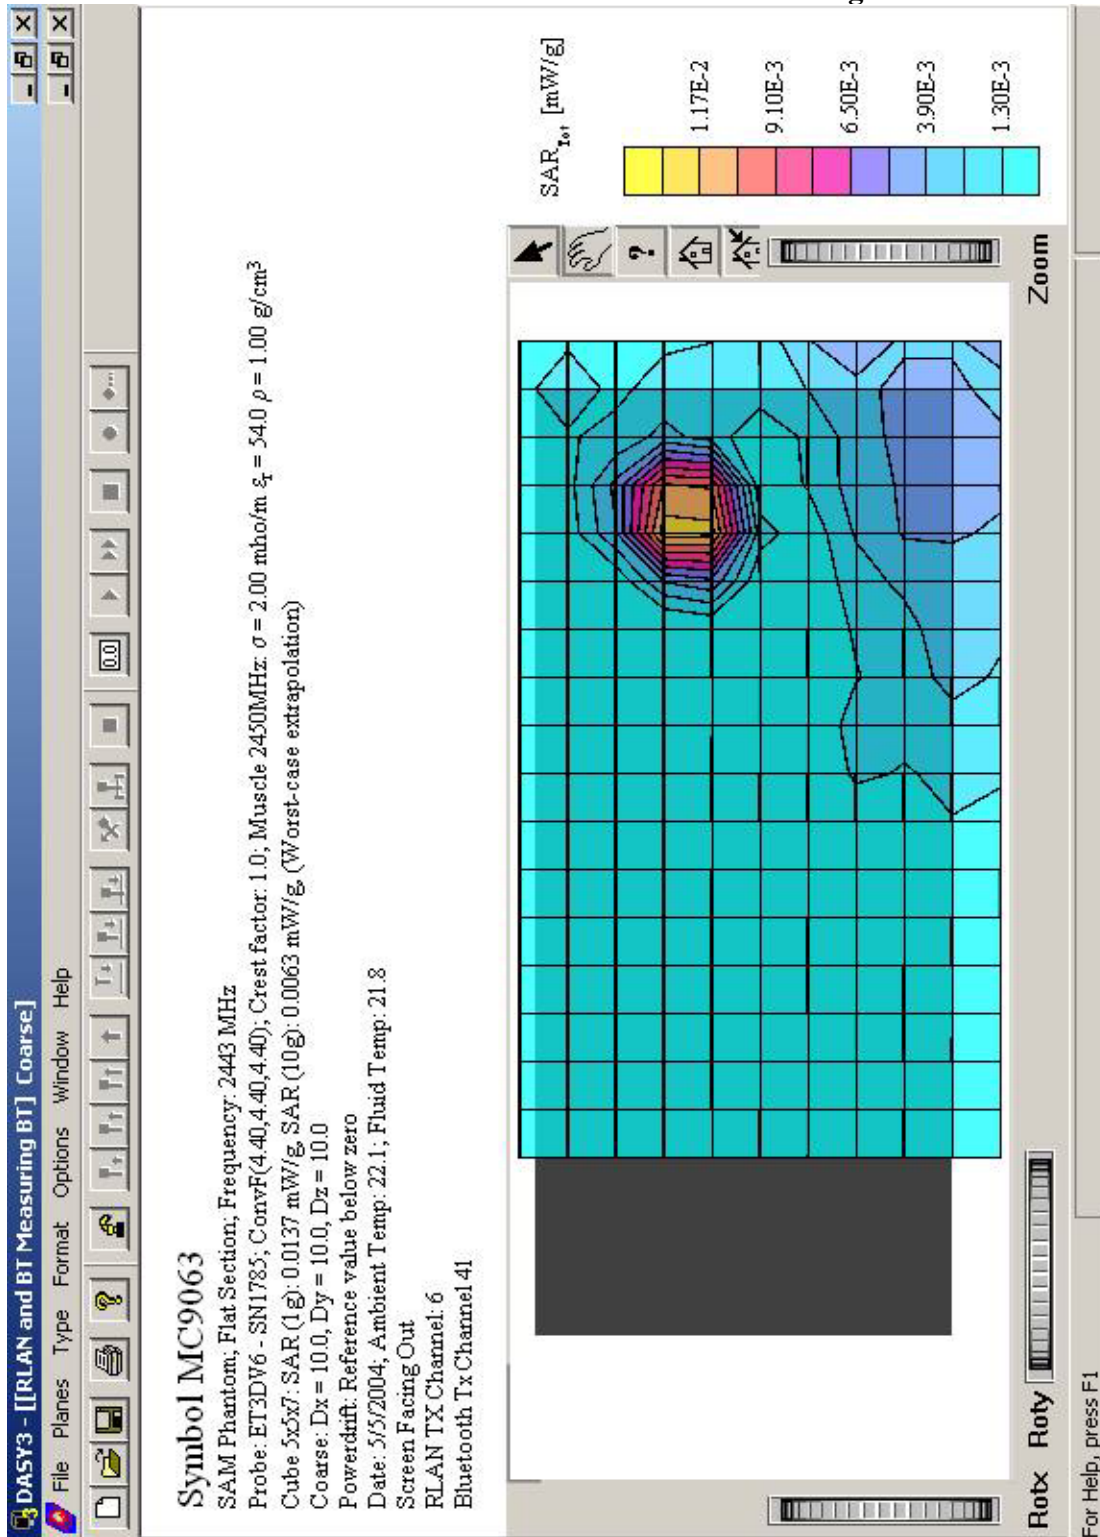 DASY3 - [[RLAN and BT Measuring BT] Coarse]
File Planes Type Format Options Window Help
0.0
Symbol MC9063
SAM Phantom; Flat Section; Frequency: 2443 MHz
Probe: ET3DV6 - SN1785; ConvF(4.40,4.40,4.40); Crest factor: 1.0; Muscle 2450MHz: σ = 2.00 mho/m εr = 54.0 ρ = 1.00 g/cm³
Cube 5x5x7: SAR (1g): 0.0137 mW/g, SAR (10g): 0.0063 mW/g, (Worst-case extrapolation)
Coarse: Dx = 10.0, Dy = 10.0, Dz = 10.0
Powerdrift: Reference value below zero
Date: 5/5/2004; Ambient Temp: 22.1; Fluid Temp: 21.8
Screen Facing Out
RLAN TX Channel: 6
Bluetooth Tx Channel 41
SAR Tot [mW/g]
1.17E-2
9.10E-3
6.50E-3
3.90E-3
1.30E-3
Rotx Roty Zoom
For Help, press F1